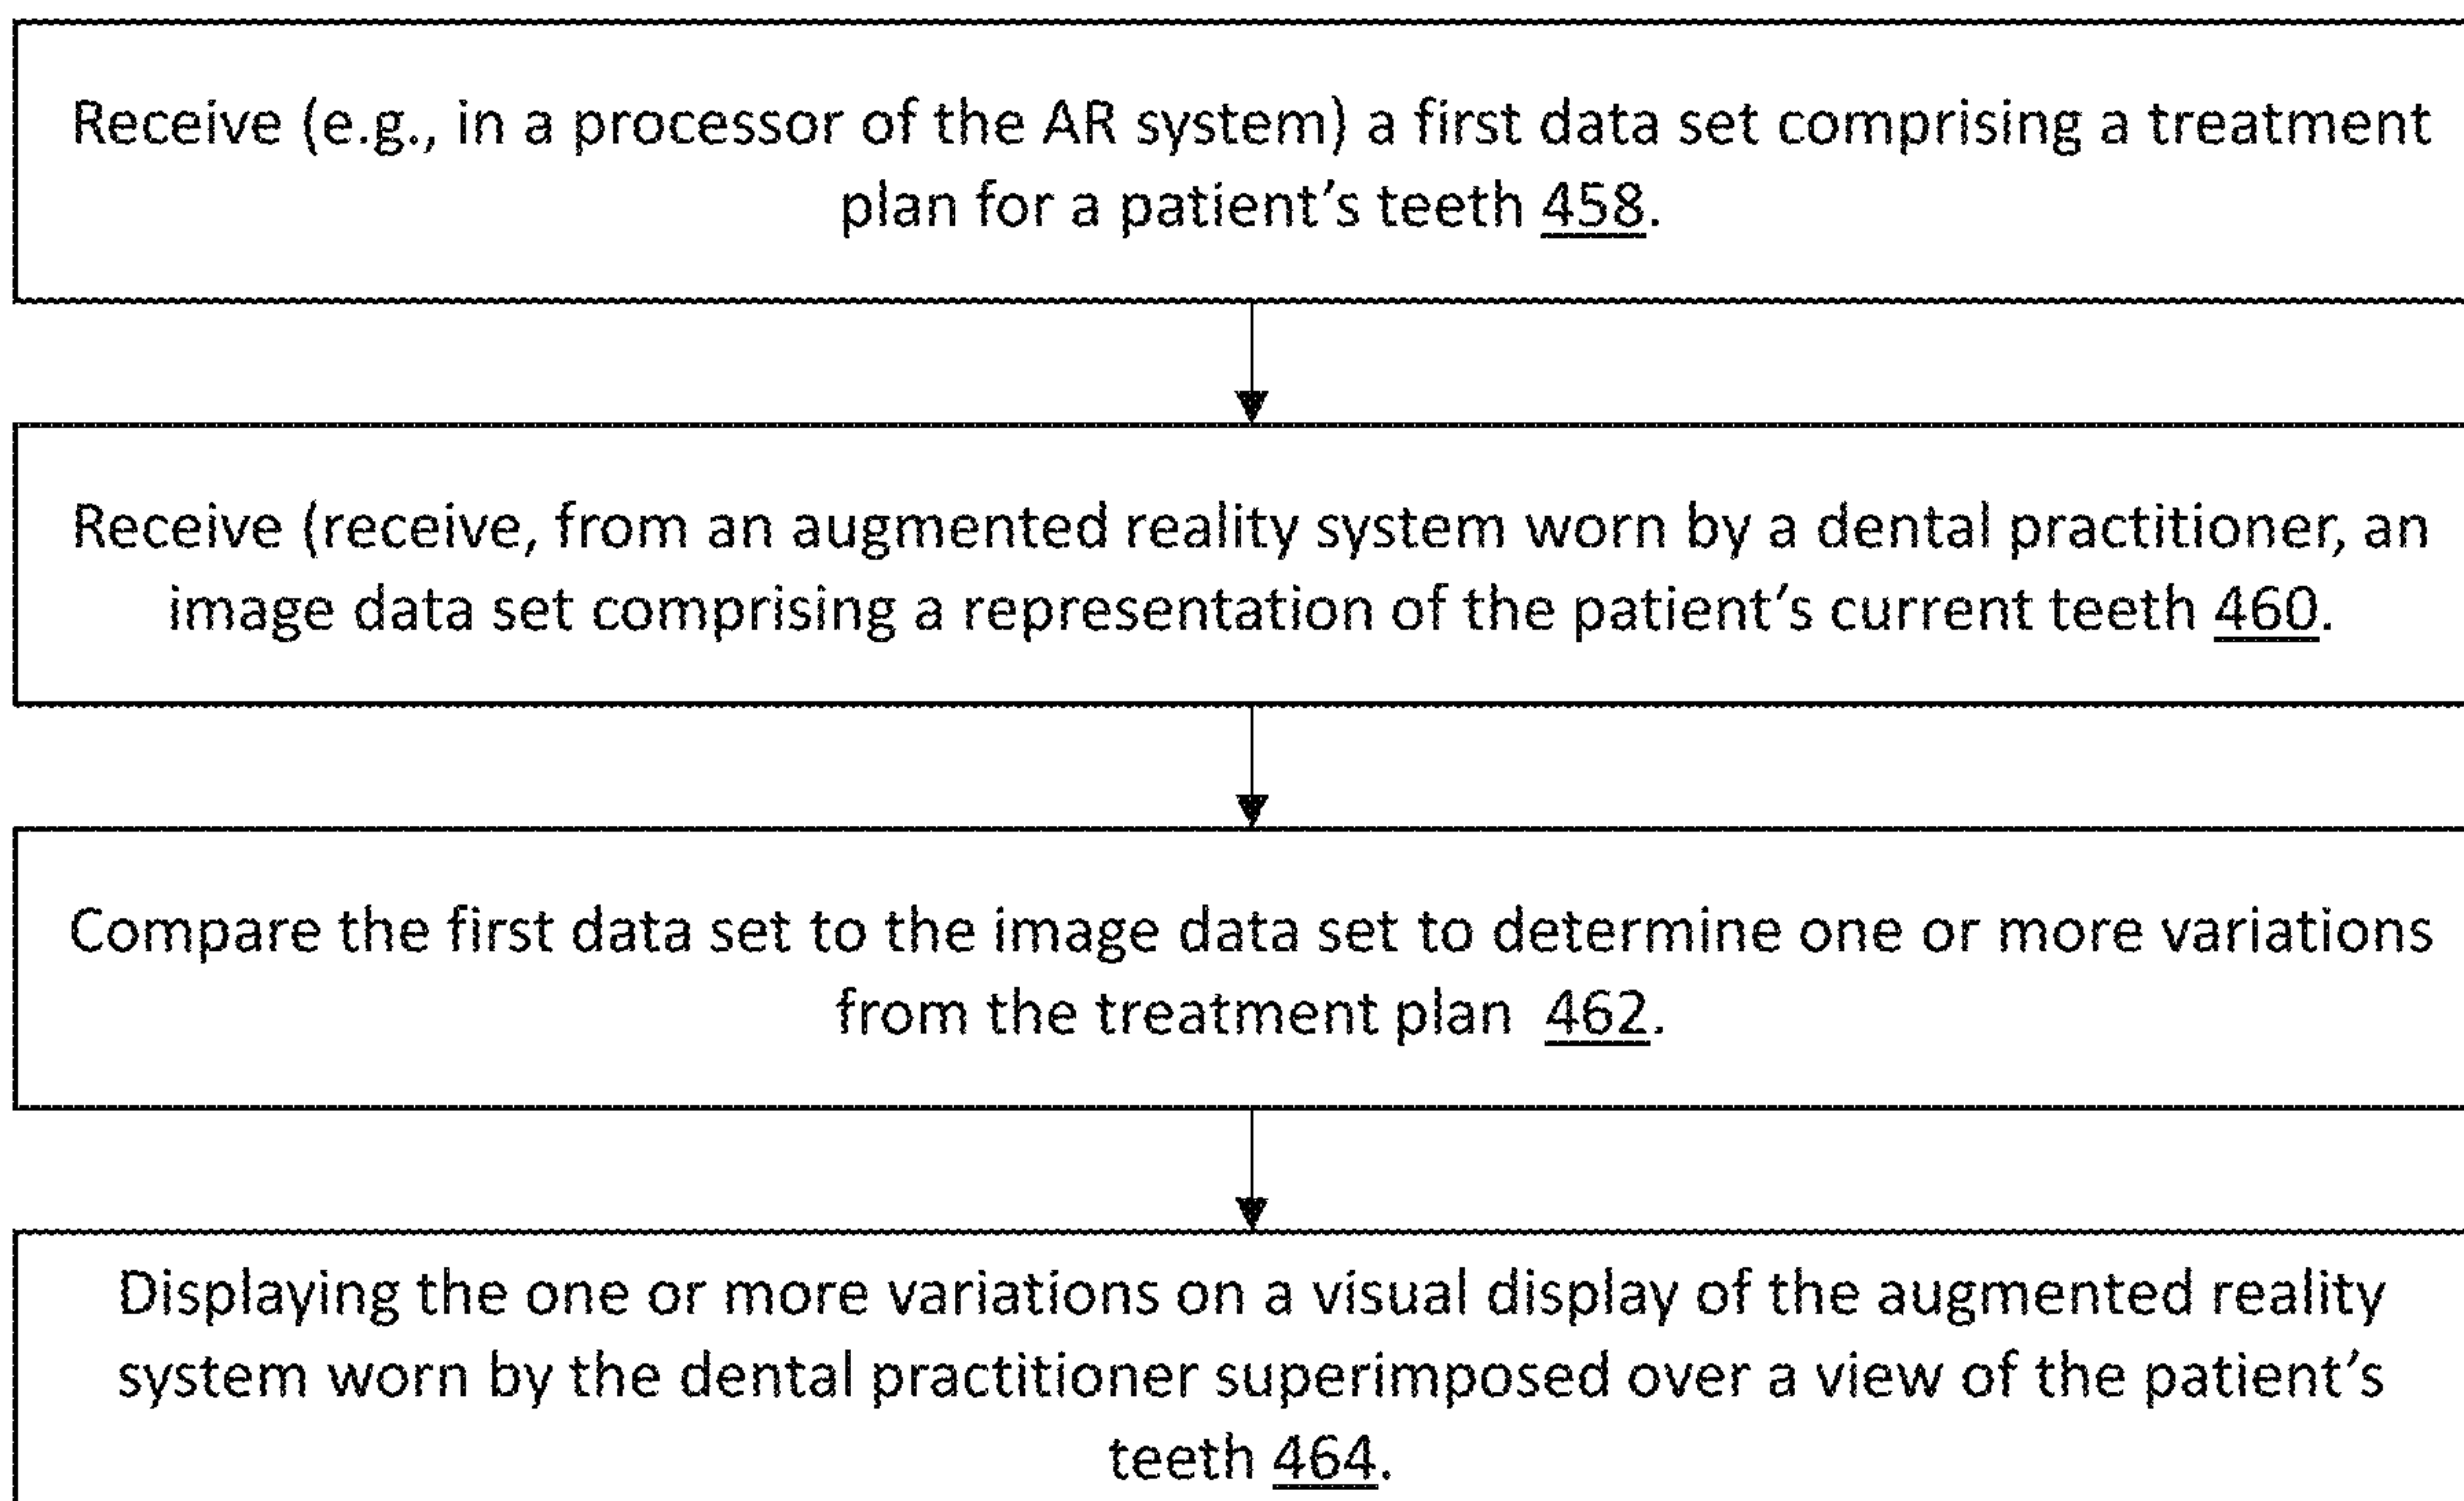 Receive (e.g., in a processor of the AR system) a first data set comprising a treatment
plan for a patient’s teeth 458.
Receive (receive, from an augmented reality system worn by a dental practitioner, an
image data set comprising a representation of the patient’s current teeth 460.
Compare the first data set to the image data set to determine one or more variations
from the treatment plan 462.
Displaying the one or more variations on a visual display of the augmented reality
system worn by the dental practitioner superimposed over a view of the patient’s
teeth 464.